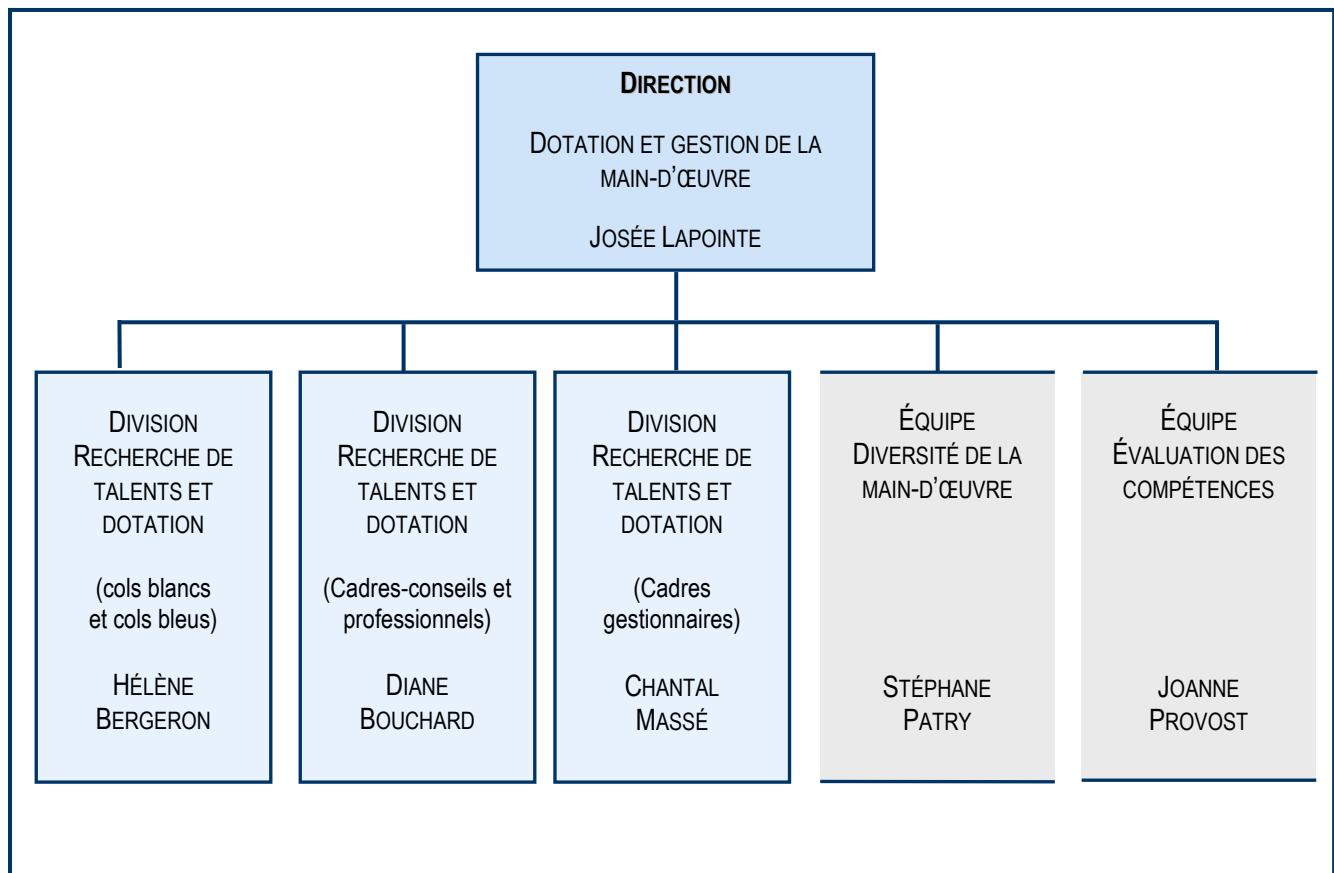 DIRECTION
DOTATION ET GESTION DE LA
MAIN-D’ŒUVRE
JOSÉE LAPOINTE
DIVISION
RECHERCHE DE
TALENTS ET
DOTATION
(cols blancs
et cols bleus)
HÉLÈNE
BERGERON
DIVISION
RECHERCHE DE
TALENTS ET
DOTATION
(Cadres-conseils et
professionnels)
DIANE
BOUCHARD
DIVISION
RECHERCHE DE
TALENTS ET
DOTATION
(Cadres
gestionnaires)
CHANTAL
MASSÉ
ÉQUIPE
DIVERSITÉ DE LA
MAIN-D’ŒUVRE
STÉPHANE
PATRY
ÉQUIPE
ÉVALUATION DES
COMPÉTENCES
JOANNE
PROVOST